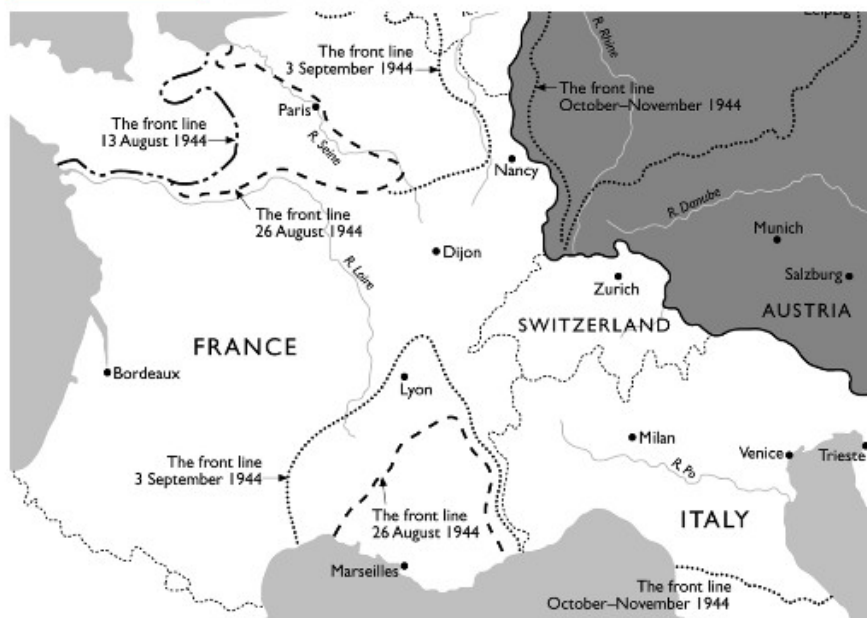 Leipzig
R. Rhine
The front line
3 September 1944
The front line
October–November 1944
Paris
The front line
13 August 1944
R. Seine
Nancy
The front line
26 August 1944
R. Danube
Munich
Dijon
R. Loire
Zurich
Salzburg
AUSTRIA
SWITZERLAND
FRANCE
Bordeaux
Lyon
Milan
Venice
Trieste
R. Po
The front line
3 September 1944
The front line
26 August 1944
ITALY
Marseilles
The front line
October–November 1944